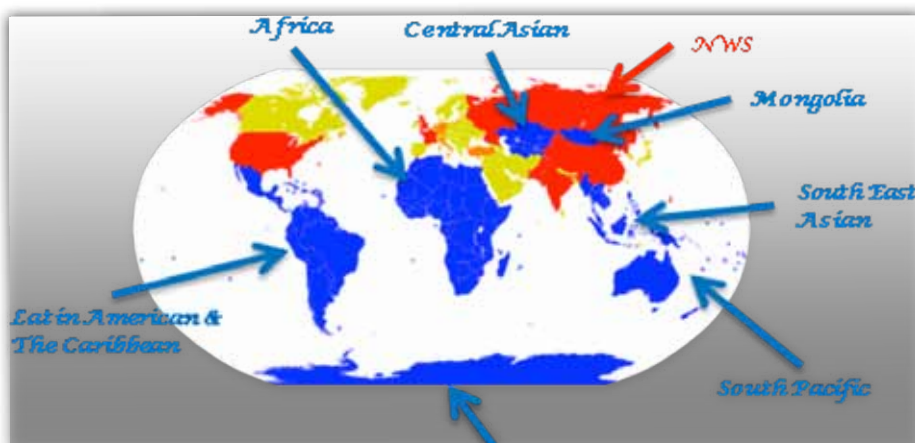 Africa
Central Asian
NWS
Mongolia
South East
Asian
Latin American &
The Caribbean
South Pacific